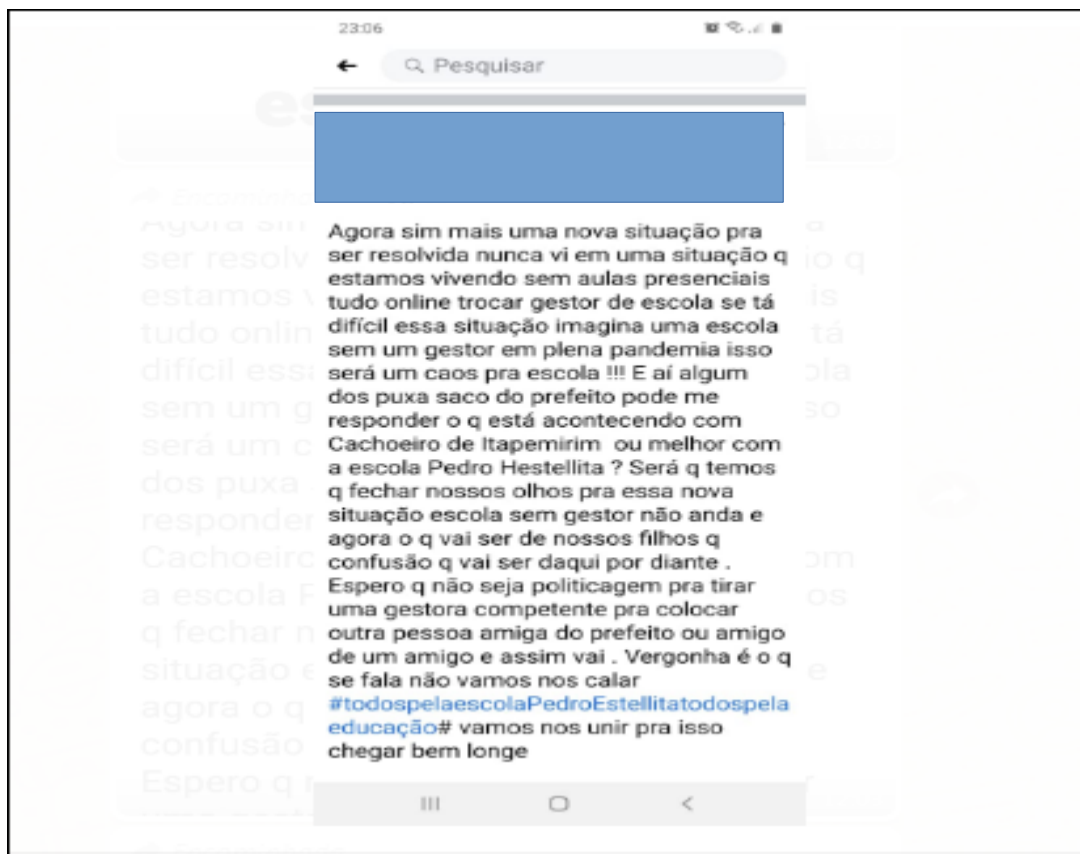 23:06
Pesquisar
Agora sim mais uma nova situação pra
ser resolvida nunca vi em uma situação q
estamos vivendo sem aulas presenciais
tudo online trocar gestor de escola se tá
difícil essa situação imagina uma escola
sem um gestor em plena pandemia isso
será um caos pra escola !!! E aí algum
dos puxa saco do prefeito pode me
responder o q está acontecendo com
Cachoeiro de Itapemirim ou melhor com
a escola Pedro Hestellita ? Será q temos
q fechar nossos olhos pra essa nova
situação escola sem gestor não anda e
agora o q vai ser de nossos filhos q
confusão q vai ser daqui por diante .
Espero q não seja politicagem pra tirar
uma gestora competente pra colocar
outra pessoa amiga do prefeito ou amigo
de um amigo e assim vai . Vergonha é o q
se fala não vamos nos calar
#todospelaescolaPedroEstellitatodospela
educação# vamos nos unir pra isso
chegar bem longe